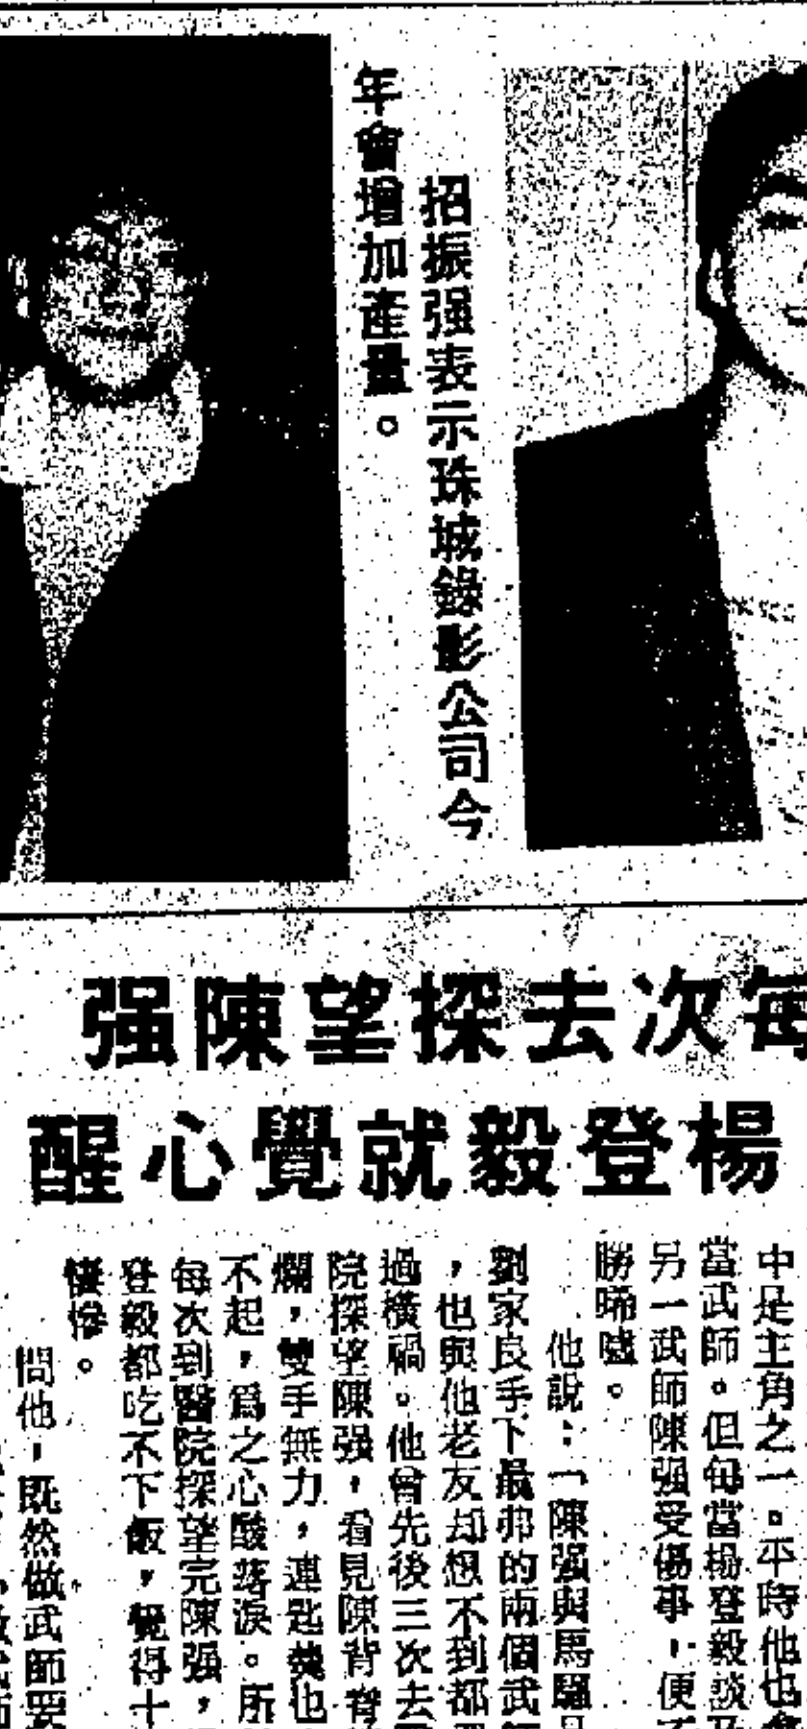 招振强表示珠城錄影公司今
年會增加產量。
每次去探望陳强
楊登毅就覺心醒
中是主角之一。平時他也會
當武師。但每當楊登毅談及
另一武師陳强受傷事，便不
勝唏噓。
他說：「陳强與馬騮
劉家良手下最弗的兩個武師
，也與他老友却想不到都
過橫禍。他曾先後三次去
院探望陳强，看見陳背脊
爛，雙手無力，連匙羹也
不起，爲之心酸落淚。所
每次到醫院探望完陳强，
登毅都吃不下飯，覺得十
悽慘。
問他，既然做武師要